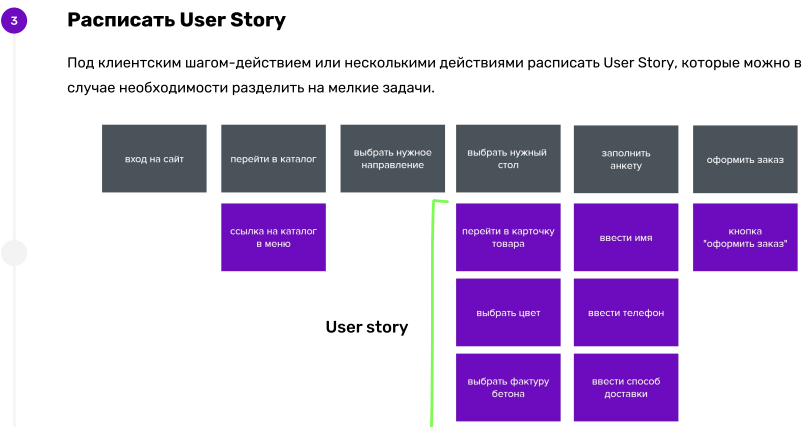 3
Расписать User Story
Под клиентским шагом-действием или несколькими действиями расписать User Story, которые можно в
случае необходимости разделить на мелкие задачи.
вход на сайт
перейти в каталог
выбрать нужное
направление
выбрать нужный
стол
заполнить
анкету
оформить заказ
ссылка на каталог
в меню
перейти в карточку
товара
ввести имя
кнопка
"оформить заказ"
User story
выбрать цвет
ввести телефон
выбрать фактуру
бетона
ввести способ
доставки